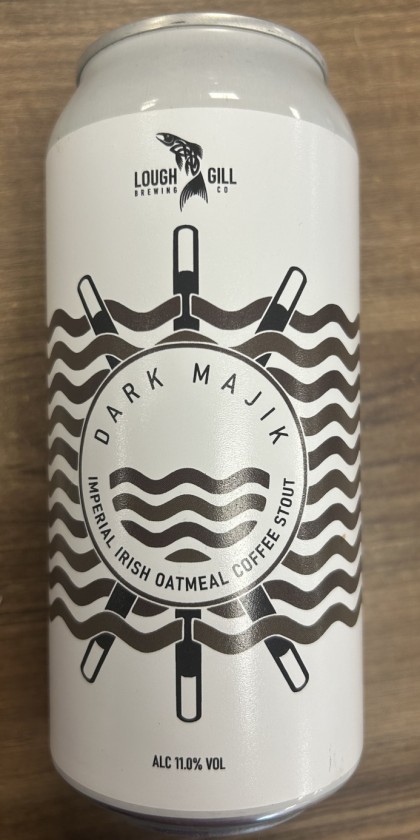 LOUGH GILL
BREWING CO
DARK MAJIK
IMPERIAL IRISH OATMEAL COFFEE STOUT
ALC 11.0% VOL